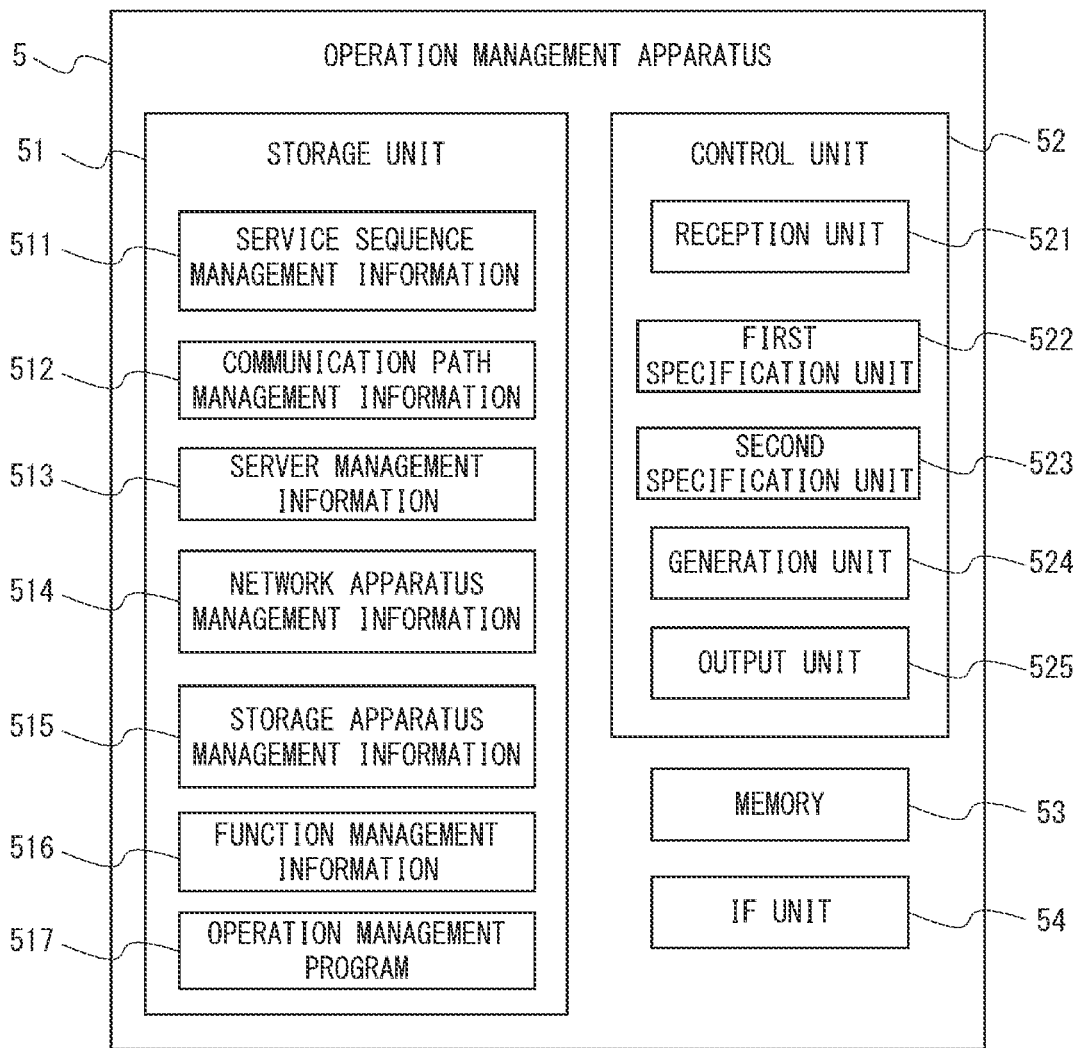 5
OPERATION MANAGEMENT APPARATUS
51
STORAGE UNIT
511
SERVICE SEQUENCE
MANAGEMENT INFORMATION
512
COMMUNICATION PATH
MANAGEMENT INFORMATION
513
SERVER MANAGEMENT
INFORMATION
514
NETWORK APPARATUS
MANAGEMENT INFORMATION
515
STORAGE APPARATUS
MANAGEMENT INFORMATION
516
FUNCTION MANAGEMENT
INFORMATION
517
OPERATION MANAGEMENT
PROGRAM
CONTROL UNIT
52
RECEPTION UNIT
521
FIRST
SPECIFICATION UNIT
522
SECOND
SPECIFICATION UNIT
523
GENERATION UNIT
524
OUTPUT UNIT
525
MEMORY
53
IF UNIT
54